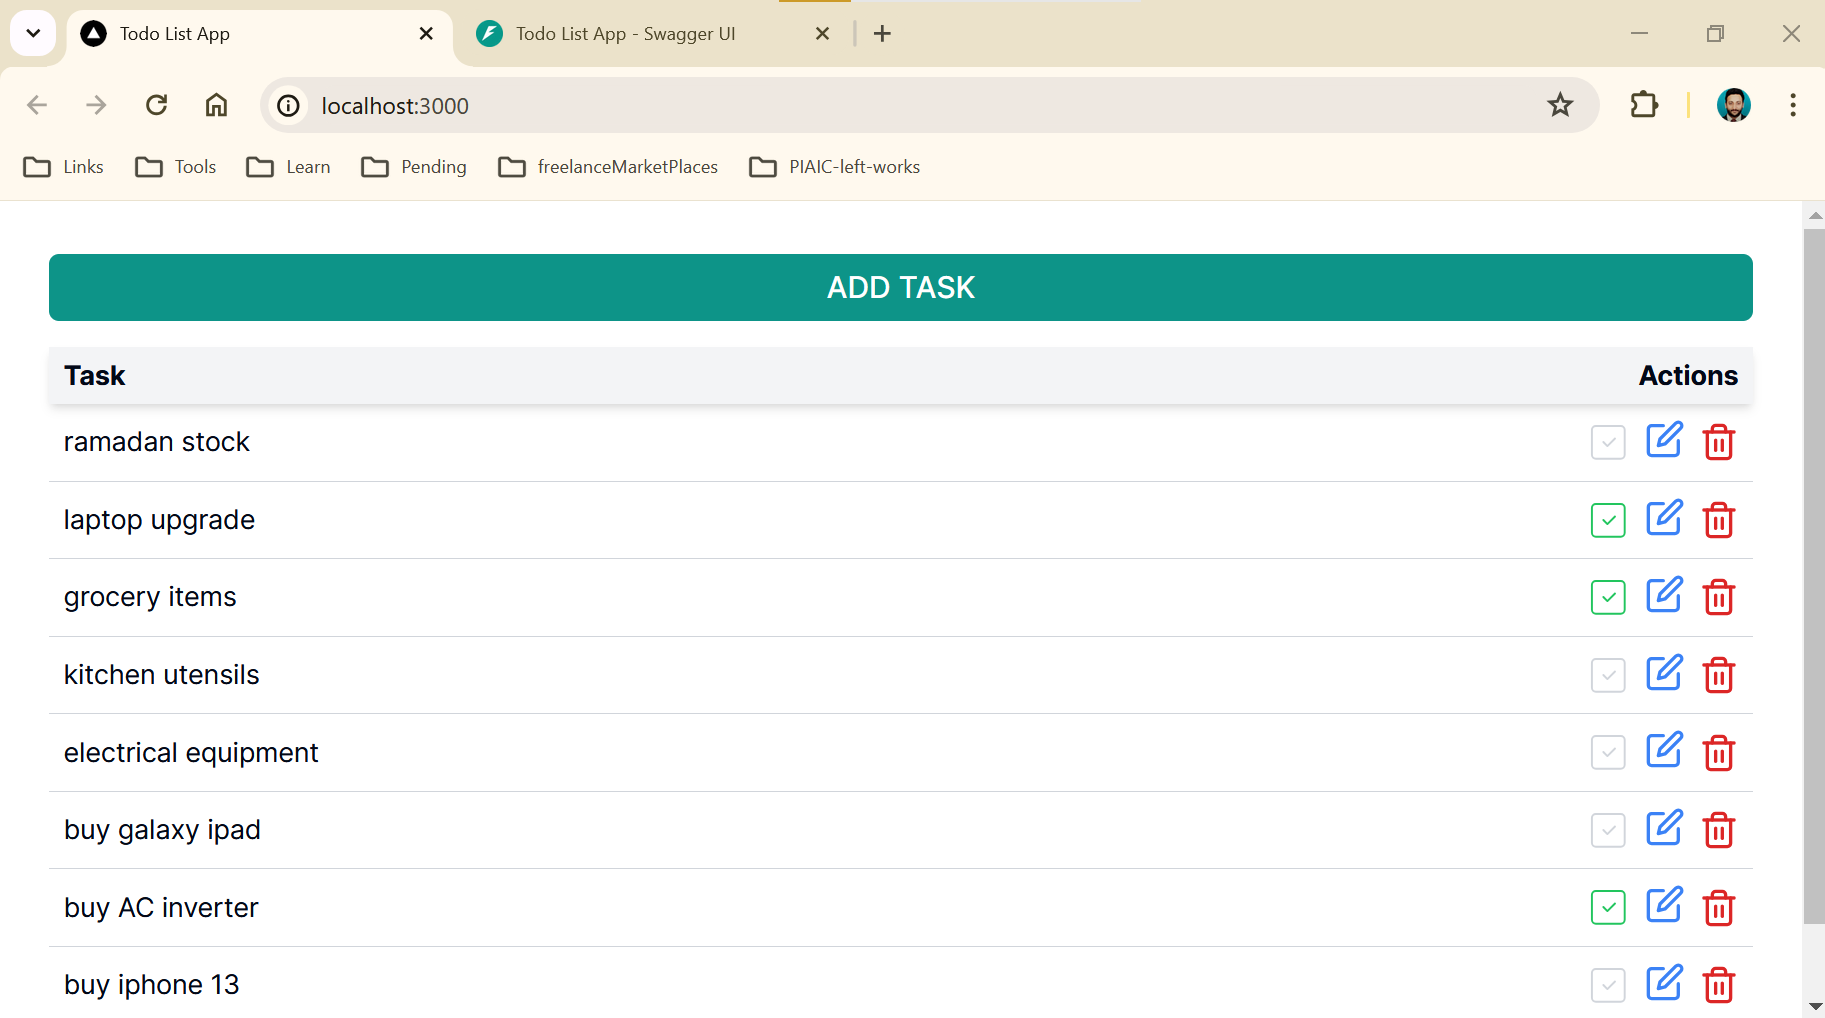 Todo List App
Todo List App - Swagger UI
localhost:3000
Links Tools Learn Pending freelanceMarketPlaces PIAIC-left-works
ADD TASK
Task Actions
ramadan stock
laptop upgrade
grocery items
kitchen utensils
electrical equipment
buy galaxy ipad
buy AC inverter
buy iphone 13